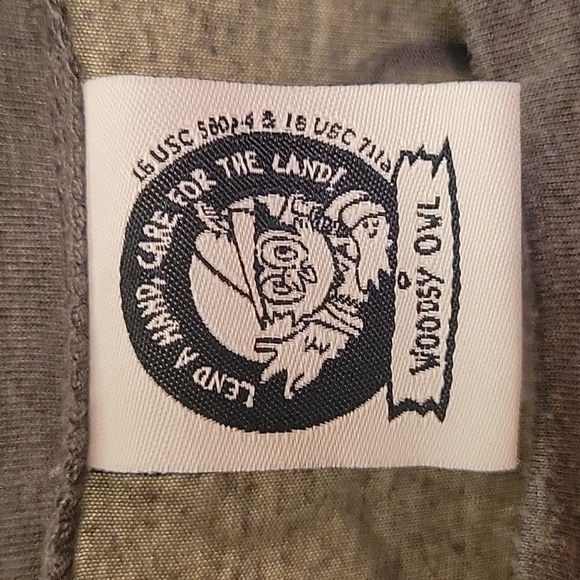 16 USC 580p-4 & 18 USC 711a
LEND A HAND, CARE FOR THE LAND!
WOODSY OWL